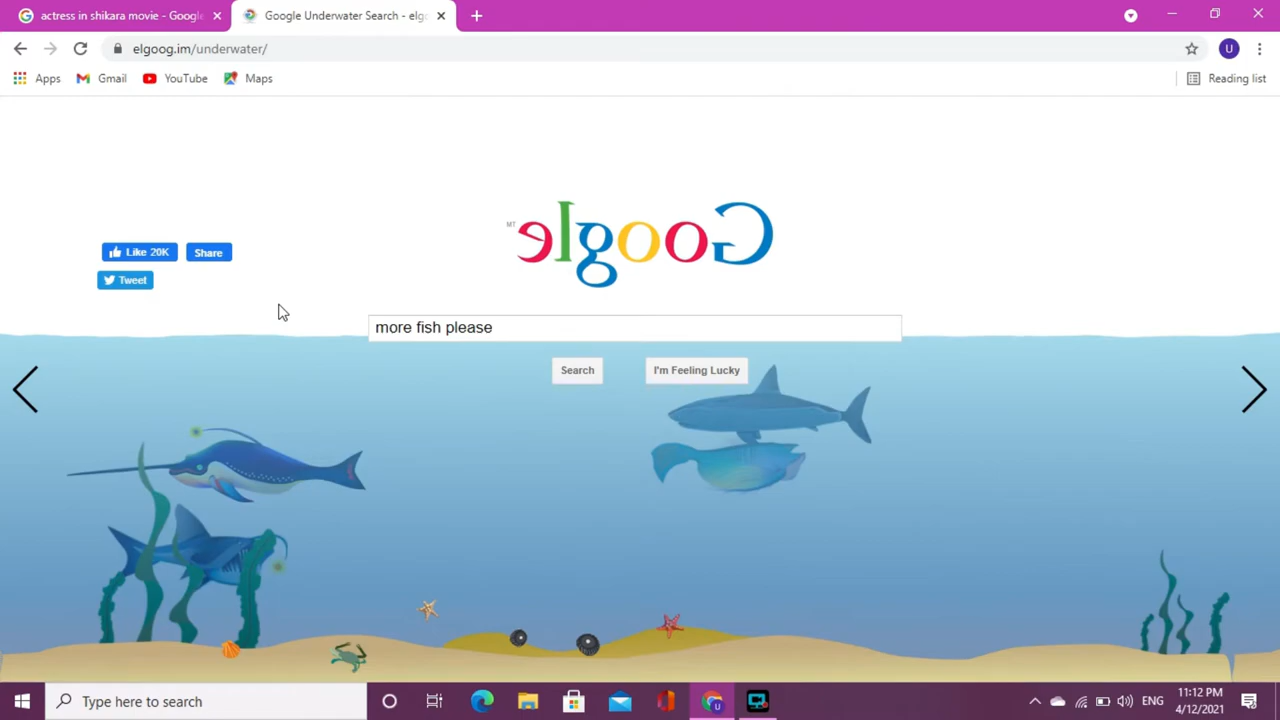 actress in shikara movie - Google
Google Underwater Search - elgo
elgoog.im/underwater/
U
Apps
Gmail
YouTube
Maps
Reading list
Google
TM
Like 20K
Share
Tweet
more fish please
Search
I'm Feeling Lucky
Type here to search
U
ENG
11:12 PM
4/12/2021